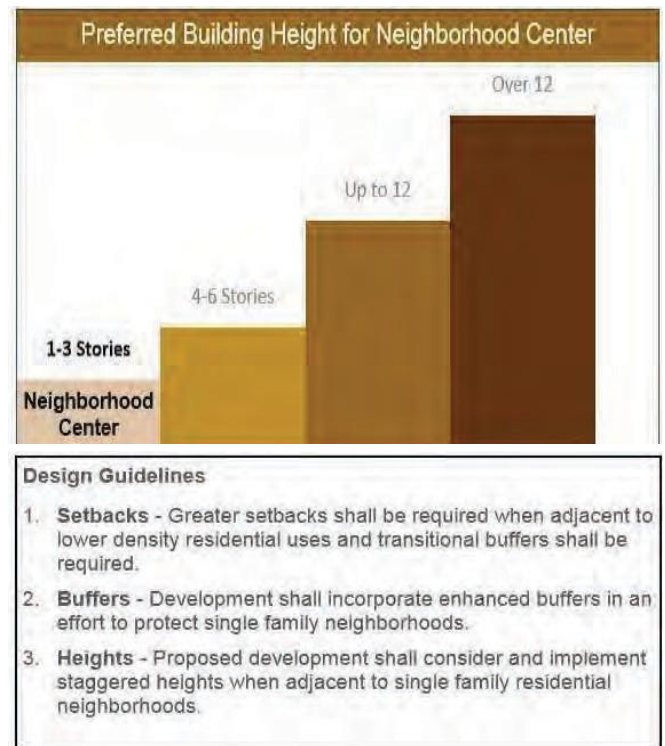 Preferred Building Height for Neighborhood Center
Over 12
Up to 12
4-6 Stories
1-3 Stories
Neighborhood
Center
Design Guidelines
1. Setbacks - Greater setbacks shall be required when adjacent to
lower density residential uses and transitional buffers shall be
required.
2. Buffers - Development shall incorporate enhanced buffers in an
effort to protect single family neighborhoods.
3. Heights - Proposed development shall consider and implement
staggered heights when adjacent to single family residential
neighborhoods.